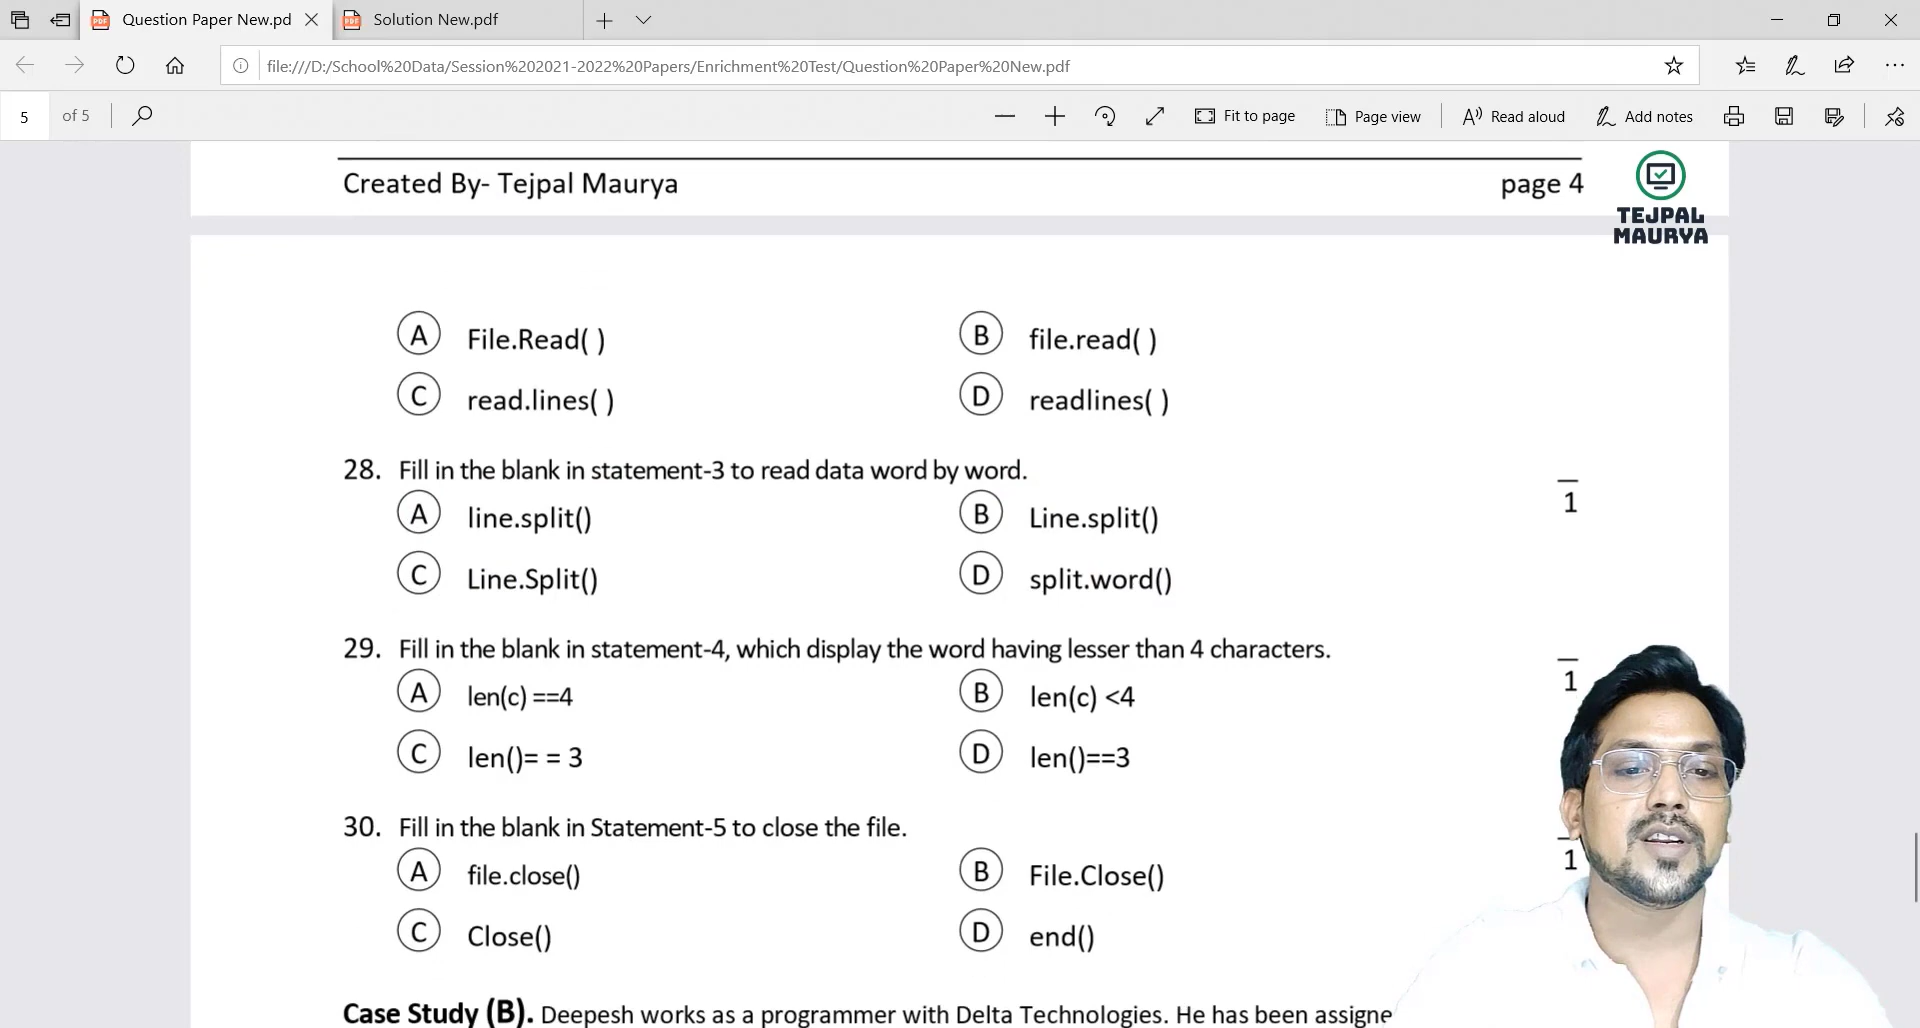 Question Paper New.pd
Solution New.pdf
file:///D:/School%20Data/Session%202021-2022%20Papers/Enrichment%20Test/Question%20Paper%20New.pdf
5 of 5
Fit to page
Page view
Read aloud
Add notes
Created By- Tejpal Maurya
page 4
TEJPAL
MAURYA
A File.Read( )
B file.read( )
C read.lines( )
D readlines( )
28. Fill in the blank in statement-3 to read data word by word.
1
A line.split()
B Line.split()
C Line.Split()
D split.word()
29. Fill in the blank in statement-4, which display the word having lesser than 4 characters.
1
A len(c) ==4
B len(c) <4
C len()= = 3
D len()==3
30. Fill in the blank in Statement-5 to close the file.
1
A file.close()
B File.Close()
C Close()
D end()
Case Study (B). Deepesh works as a programmer with Delta Technologies. He has been assigne